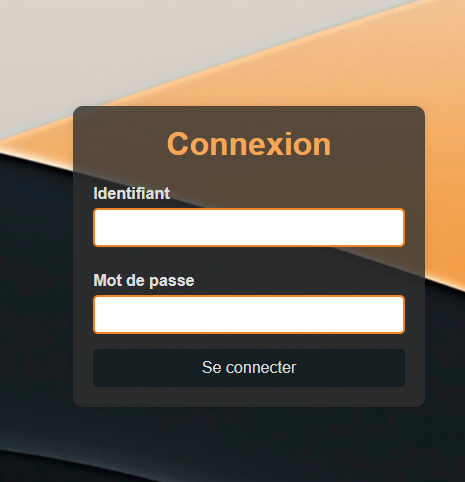 Connexion
Identifiant
Mot de passe
Se connecter